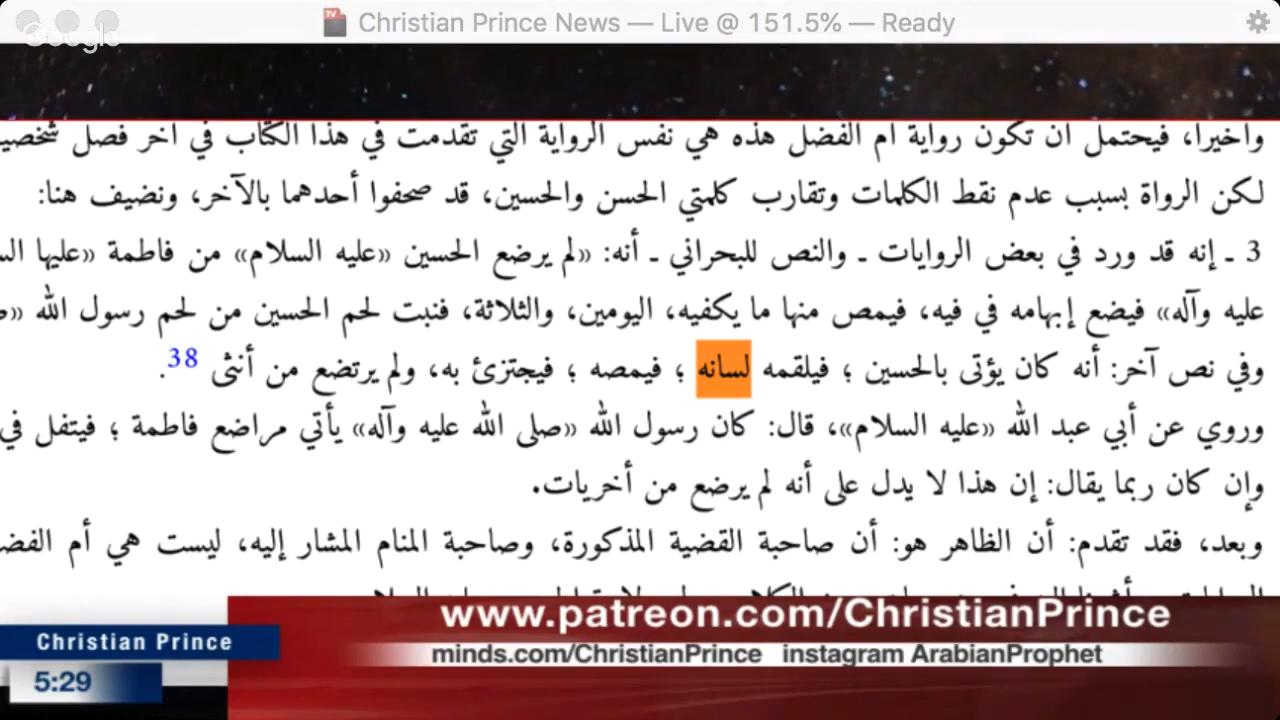 Google
TV
Christian Prince News — Live @ 151.5% — Ready
واخيرا، فيحتمل ان تكون رواية ام الفضل هذه هي نفس الرواية التي تقدمت في هذا الكتاب في اخر فصل
لكن الرواة بسبب عدم نقط الكلمات وتقارب كلمتي الحسن والحسين، قد صحفوا أحدهما بالآخر، ونضيف هنا:
3 ـ إنه قد ورد في بعض الروايات ـ والنص للبحراني ـ أنه: «لم يرضع الحسين «عليه السلام» من فاطمة «عليها
عليه وآله» فيضع إبهامه في فيه، فيمص منها ما يكفيه، اليومين، والثلاثة، فنبت لحم الحسين من لحم رسول الله
وفي نص آخر: أنه كان يؤتى بالحسين ؛ فيلقمه لسانه ؛ فيمصه ؛ فيجتزئ به، ولم يرتضع من أنثى 38.
وروي عن أبي عبد الله «عليه السلام»، قال: كان رسول الله «صلى الله عليه وآله» يأتي مراضع فاطمة ؛ فيتفل في
وإن كان ربما يقال: إن هذا لا يدل على أنه لم يرضع من أخريات.
وبعد، فقد تقدم: أن الظاهر هو: أن صاحبة القضية المذكورة، وصاحبة المنام المشار إليه، ليست هي أم
www.patreon.com/ChristianPrince
Christian Prince
minds.com/ChristianPrince instagram ArabianProphet
5:29